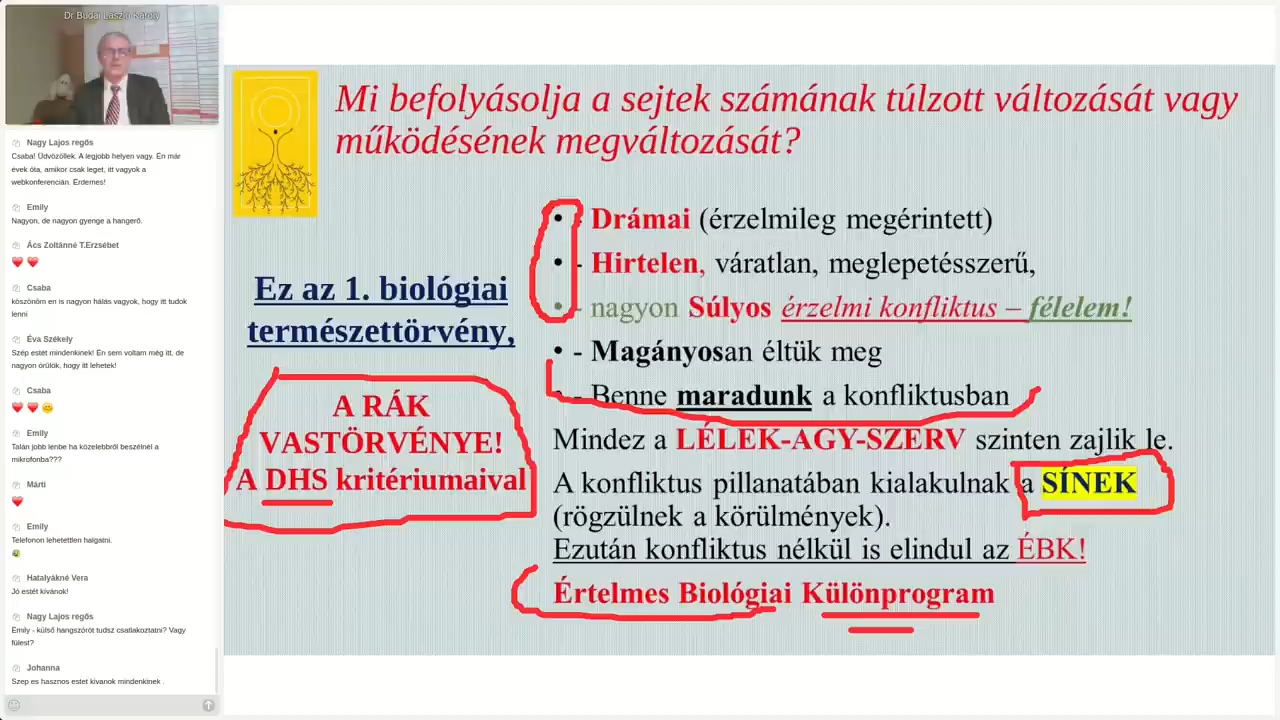 Dr Budai László Károly
Nagy Lajos regős
Csaba! Üdvözöllek. A legjobb helyen vagy. Én már
évek óta, amikor csak leget, itt vagyok a
webkonferencián. Érdemes!
Emily
Nagyon, de nagyon gyenge a hangerő.
Ács Zoltánné T.Erzsébet
Csaba
köszönöm en is nagyon hálás vagyok, hogy itt tudok
lenni
Éva Székely
Szép estét mindenkinek! Én sem voltam még itt, de
nagyon örülök, hogy itt lehetek!
Csaba
Emily
Talán jobb lenbe ha közelebbről beszélnél a
mikrofonba???
Márti
Emily
Telefonon lehetettlen halgatni.
Hatalyákné Vera
Jó estét kívánok!
Nagy Lajos regős
Emily - külső hangszórót tudsz csatlakoztatni? Vagy
fülest?
Johanna
Szep es hasznos estet kivanok mindenkinek .
Mi befolyásolja a sejtek számának túlzott változását vagy
működésének megváltozását?
Ez az 1. biológiai
természettörvény,
A RÁK
VASTÖRVÉNYE!
A DHS kritériumaival
• - Drámai (érzelmileg megérintett)
• - Hirtelen, váratlan, meglepetésszerű,
• - nagyon Súlyos érzelmi konfliktus – félelem!
• - Magányosan éltük meg
• - Benne maradunk a konfliktusban
Mindez a LÉLEK-AGY-SZERV szinten zajlik le.
A konfliktus pillanatában kialakulnak a SÍNEK
(rögzülnek a körülmények).
Ezután konfliktus nélkül is elindul az ÉBK!
Értelmes Biológiai Különprogram